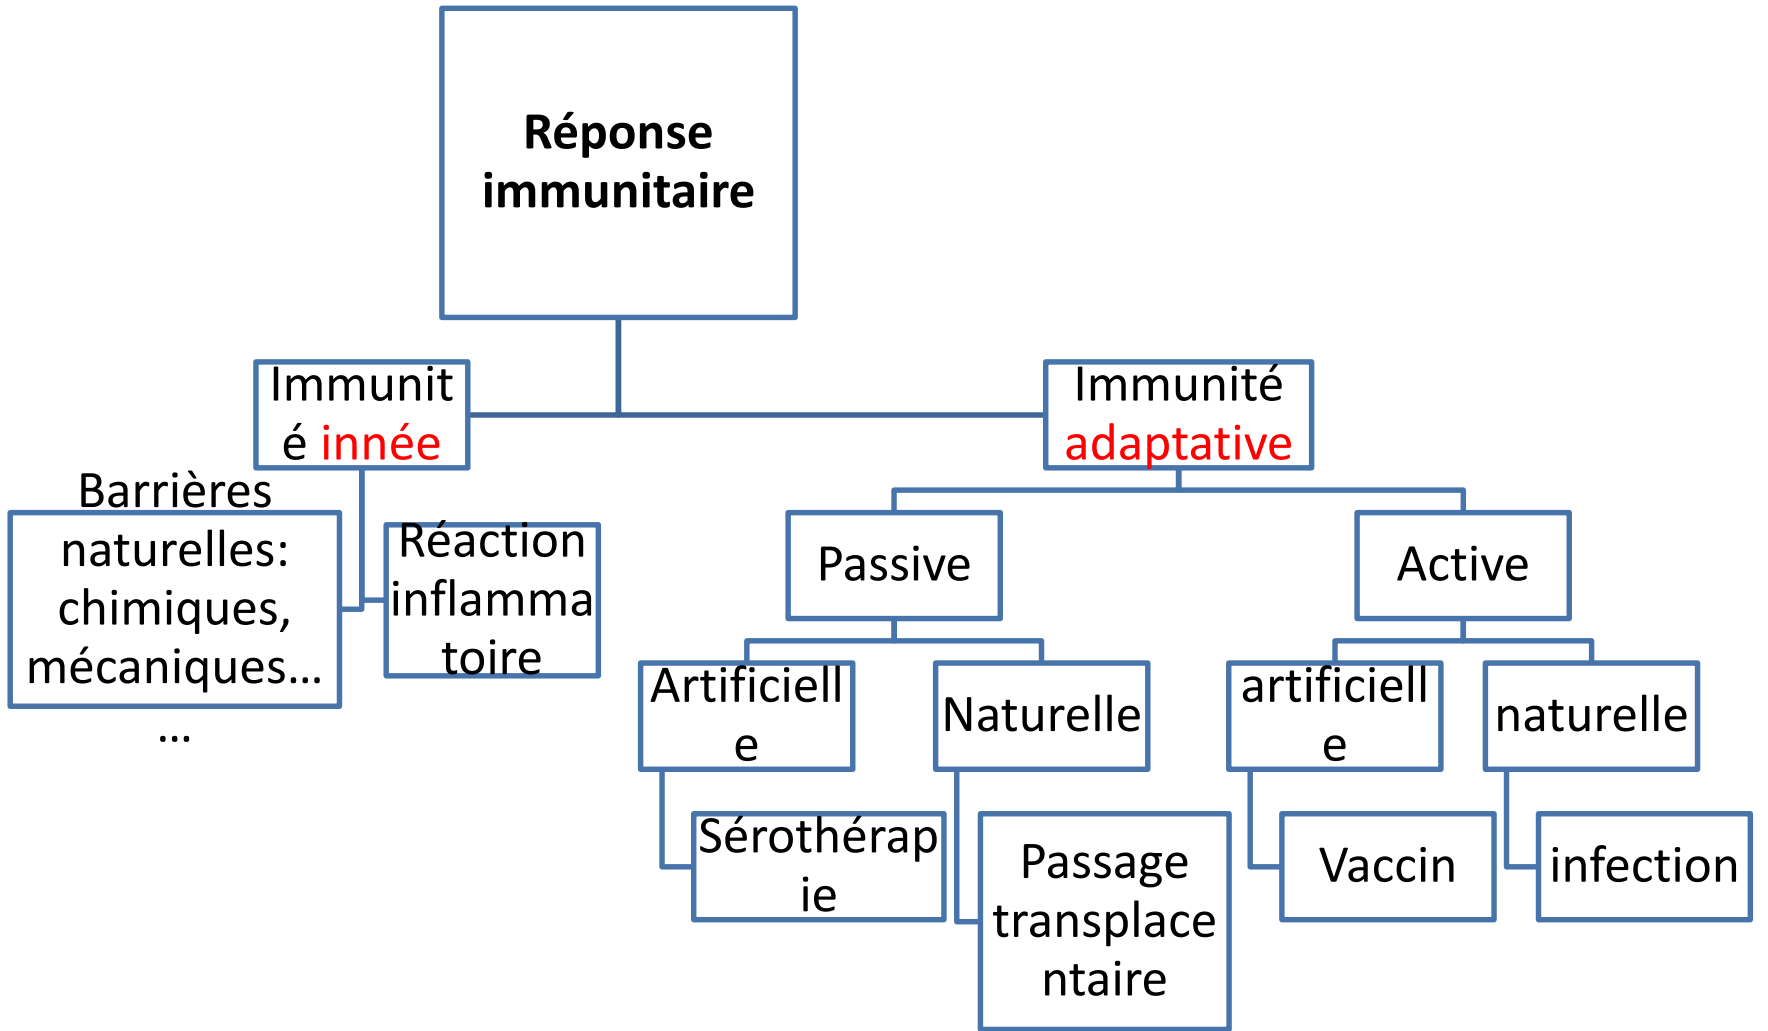 Réponse
immunitaire
Immunit
é innée
Immunité
adaptative
Barrières
naturelles:
chimiques,
mécaniques...
...
Réaction
inflamma
toire
Passive
Active
Artificiell
e
Naturelle
artificiell
e
naturelle
Sérothérap
ie
Passage
transplace
ntaire
Vaccin
infection